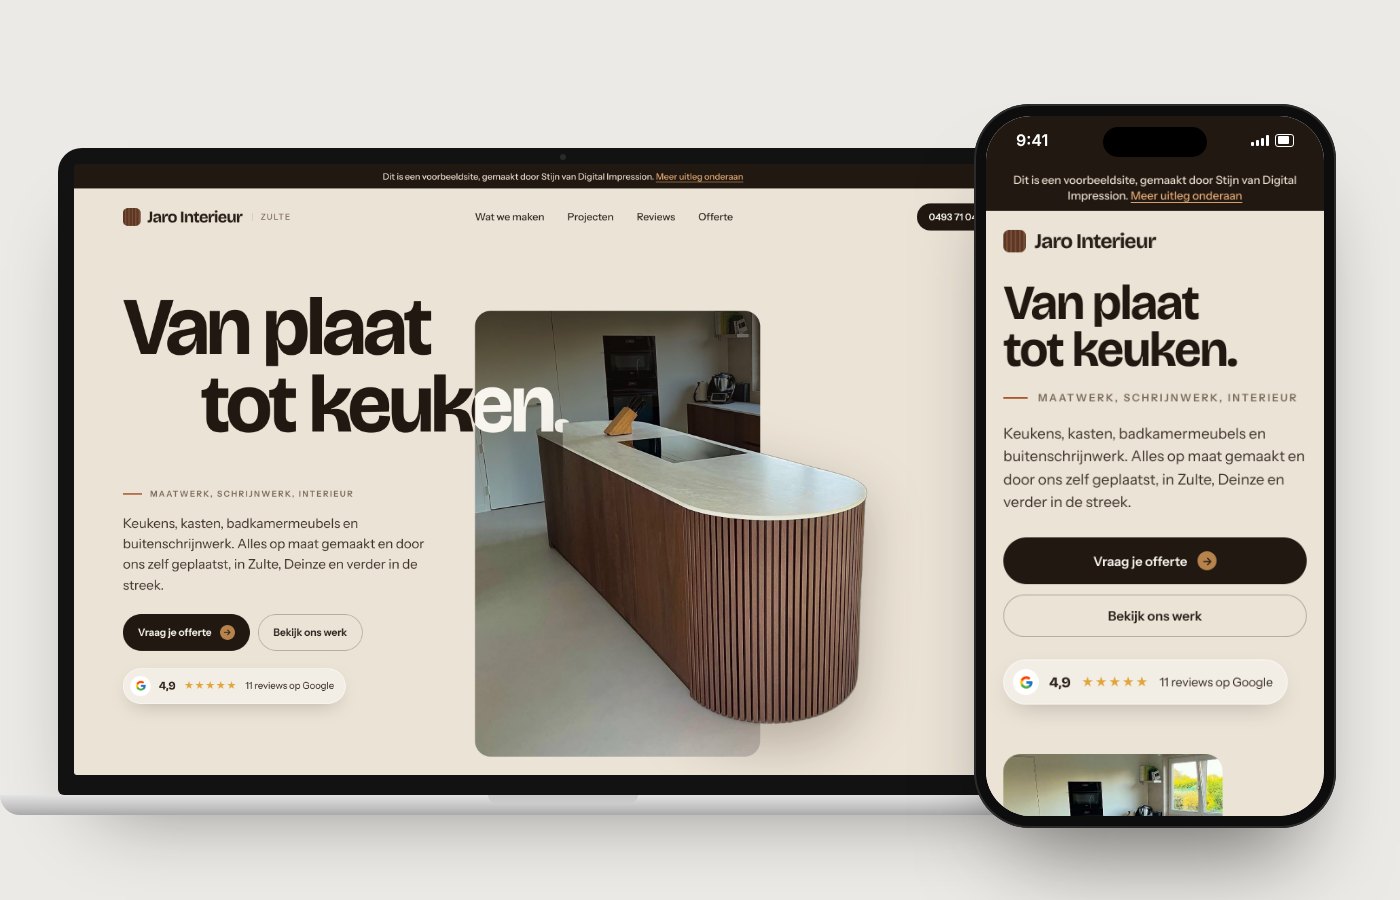 Dit is een voorbeeldsite, gemaakt door Stijn van Digital Impression. Meer uitleg onderaan
Jaro Interieur
ZULTE
Wat we maken
Projecten
Reviews
Offerte
0493 71
Van plaat
tot keuken.
MAATWERK, SCHRIJNWERK, INTERIEUR
Keukens, kasten, badkamermeubels en
buitenschrijnwerk. Alles op maat gemaakt en door
ons zelf geplaatst, in Zulte, Deinze en verder in de
streek.
Vraag je offerte
Bekijk ons werk
4,9 ★★★★★ 11 reviews op Google
9:41
Dit is een voorbeeldsite, gemaakt door Stijn van Digital
Impression. Meer uitleg onderaan
Jaro Interieur
Van plaat
tot keuken.
MAATWERK, SCHRIJNWERK, INTERIEUR
Keukens, kasten, badkamermeubels en
buitenschrijnwerk. Alles op maat gemaakt en
door ons zelf geplaatst, in Zulte, Deinze en
verder in de streek.
Vraag je offerte
Bekijk ons werk
4,9 ★★★★★ 11 reviews op Google